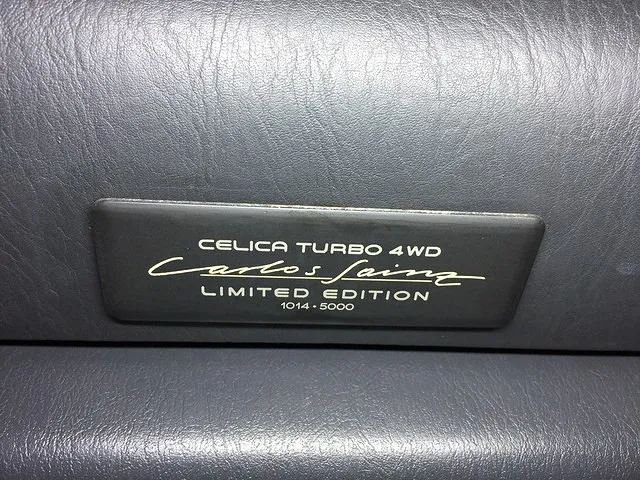 CELICA TURBO 4WD
Carlos Sainz
LIMITED EDITION
1014 · 5000